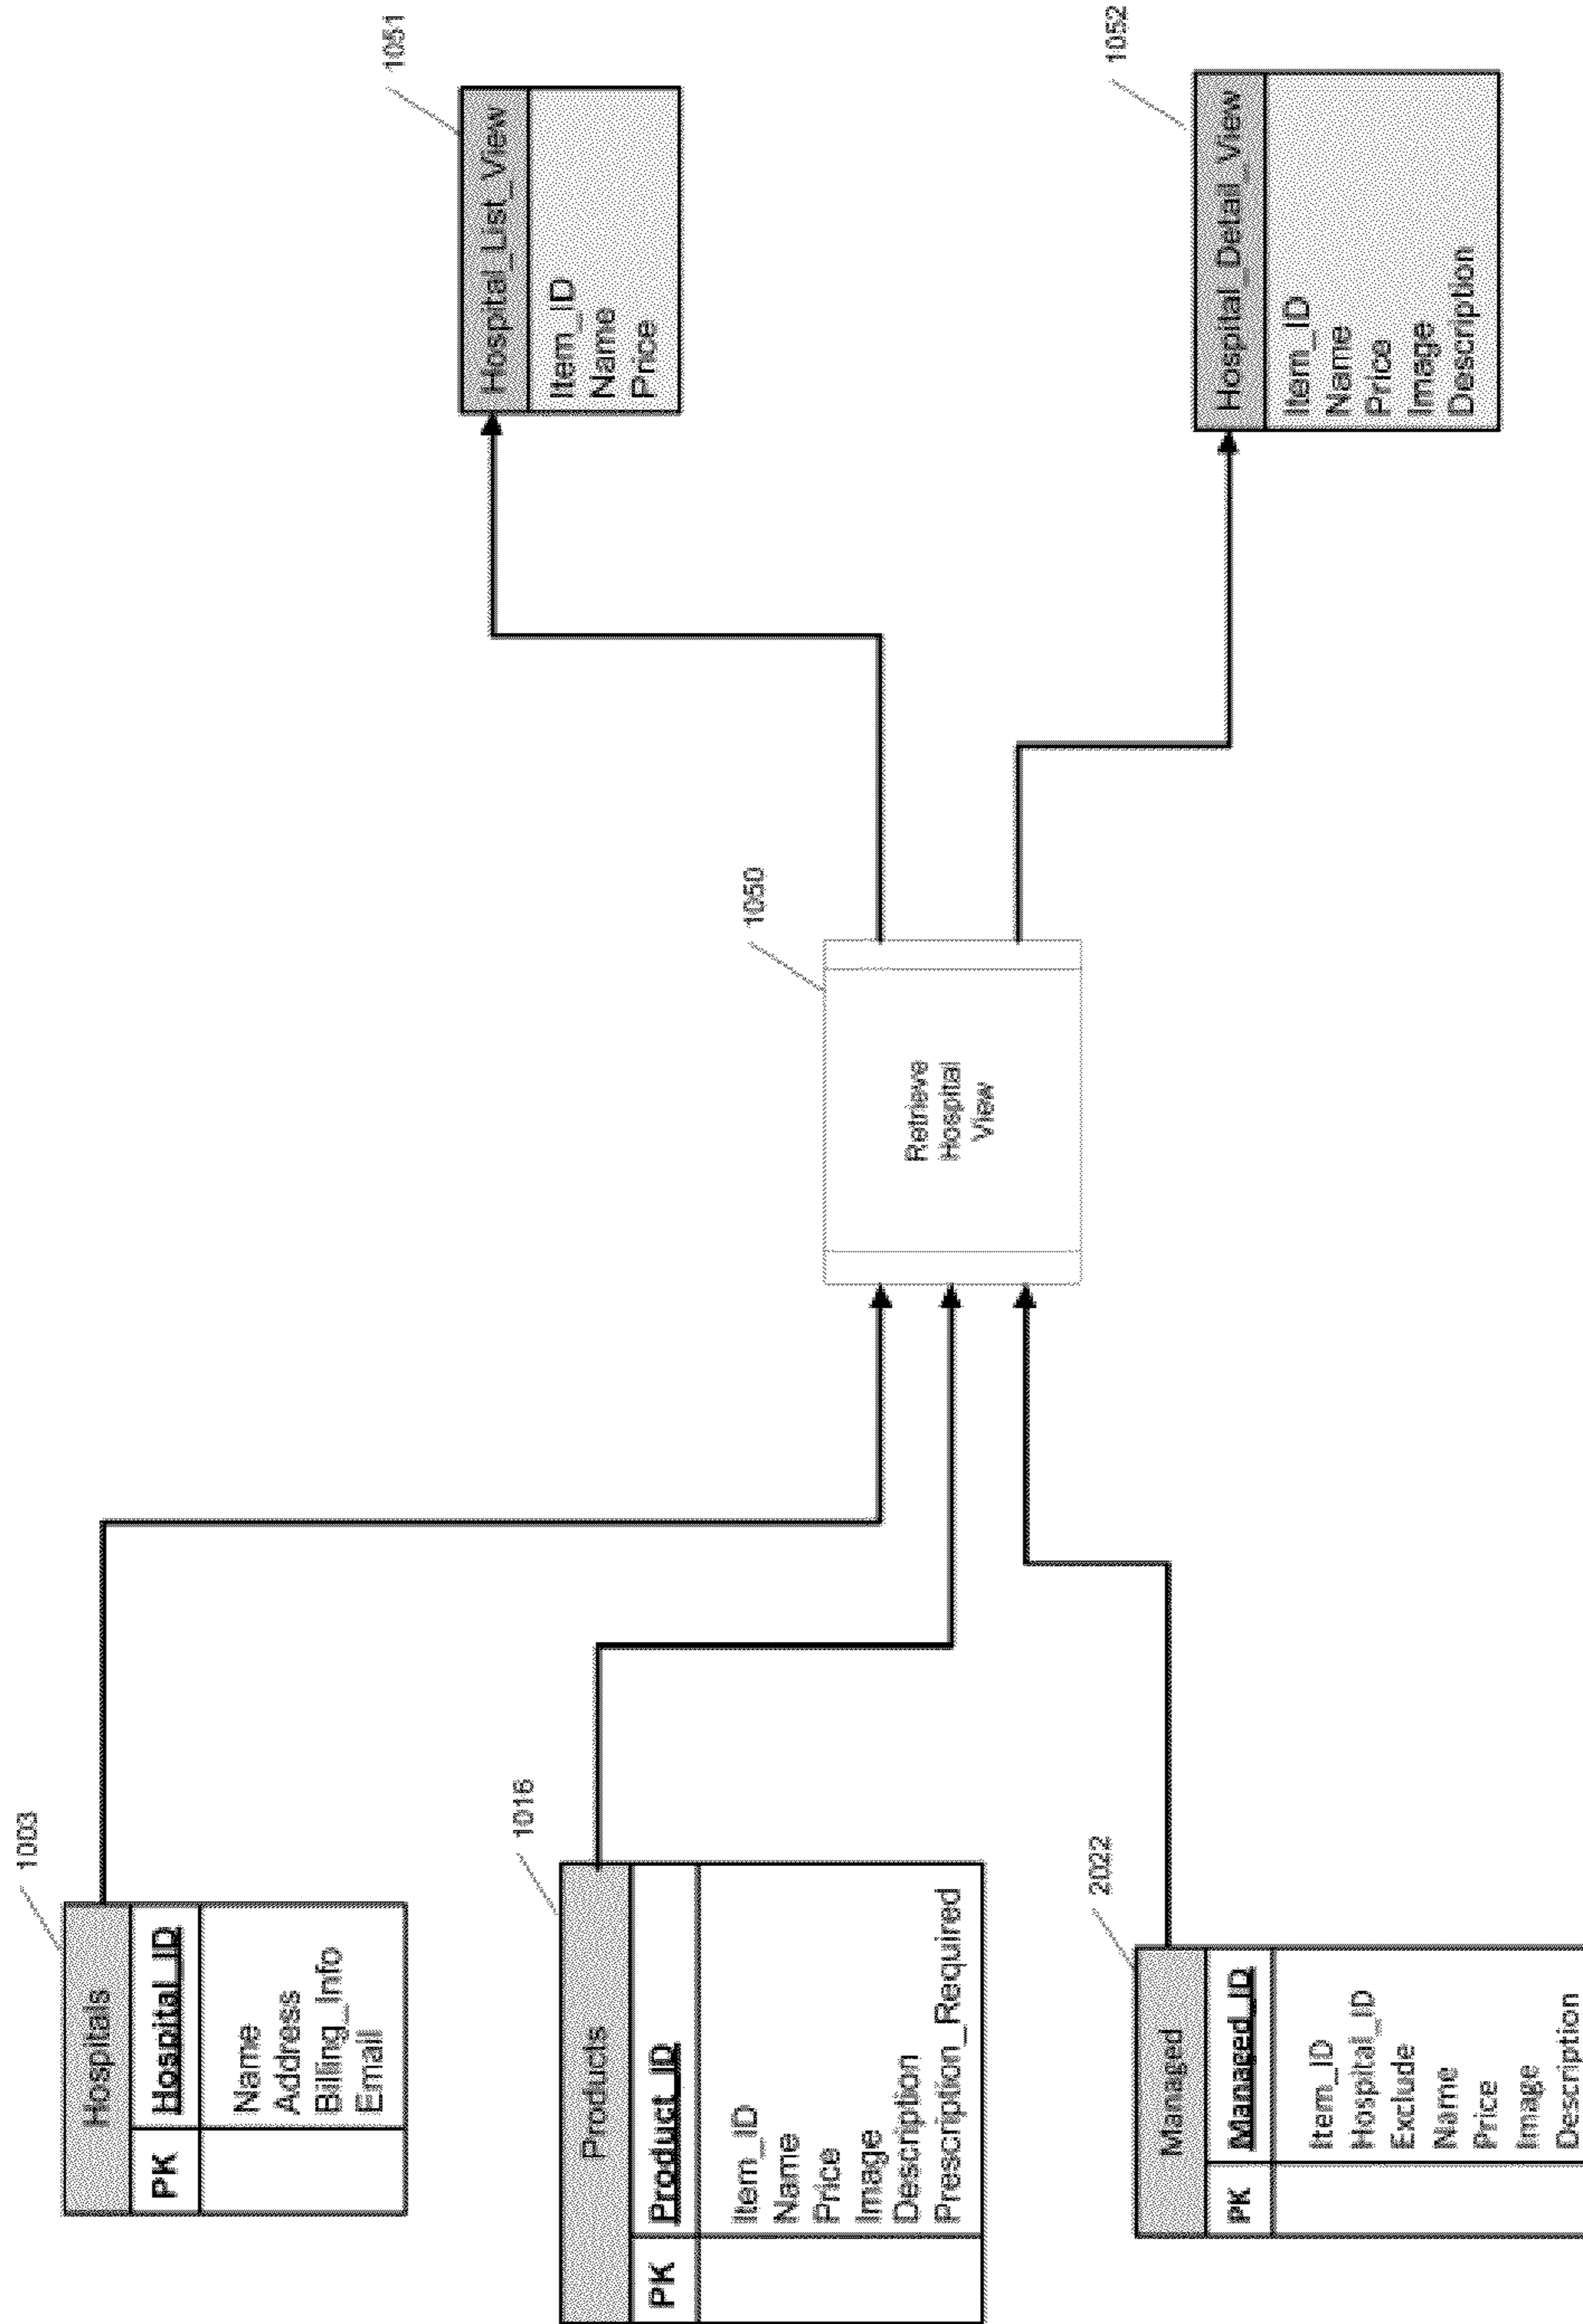 1003
Hospitals
PK Hospital_ID
Name
Address
Billing_Info
Email
1016
Products
PK Product_ID
Item_ID
Name
Price
Image
Description
Prescription_Required
2022
Managed
PK Managed_ID
Item_ID
Hospital_ID
Exclude
Name
Price
Image
Description
1050
Retrieve
Hospital
View
1051
Hospital_List_View
Item_ID
Name
Price
1052
Hospital_Detail_View
Item_ID
Name
Price
Image
Description